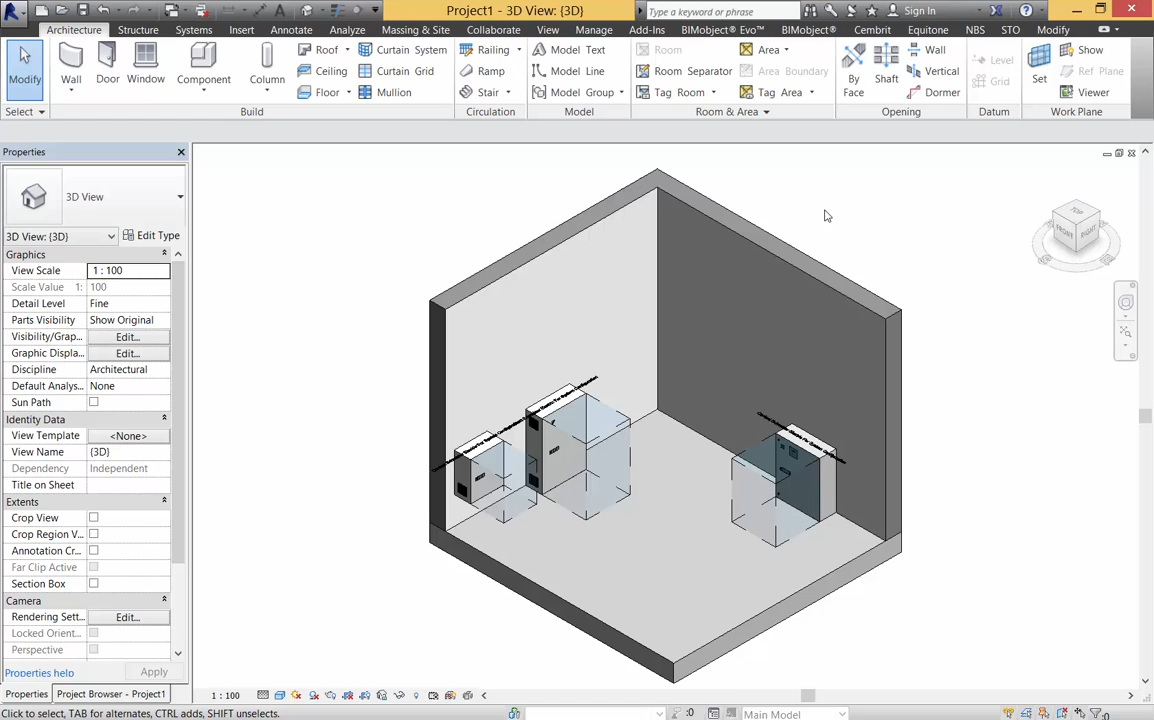 Project1 - 3D View: {3D}
Type a keyword or phrase
Sign In
Architecture Structure Systems Insert Annotate Analyze Massing & Site Collaborate View Manage Add-Ins BIMobject® Evo™ BIMobject® Cembrit Equitone NBS STO Modify
Modify Wall Door Window Component Column
Roof Curtain System Railing Model Text Room Area By Face Shaft Wall Level Set Show
Ceiling Curtain Grid Ramp Model Line Room Separator Area Boundary Vertical Grid Ref Plane
Floor Mullion Stair Model Group Tag Room Tag Area Dormer Viewer
Select Build Circulation Model Room & Area Opening Datum Work Plane
Properties
3D View
3D View: {3D} Edit Type
Graphics
View Scale 1 : 100
Scale Value 1: 100
Detail Level Fine
Parts Visibility Show Original
Visibility/Grap... Edit...
Graphic Displa... Edit...
Discipline Architectural
Default Analys... None
Sun Path
Identity Data
View Template <None>
View Name {3D}
Dependency Independent
Title on Sheet
Extents
Crop View
Crop Region V...
Annotation Cr...
Far Clip Active
Section Box
Camera
Rendering Sett... Edit...
Locked Orient...
Perspective
Properties help Apply
Properties Project Browser - Project1
TOP
FRONT RIGHT
1 : 100
Click to select, TAB for alternates, CTRL adds, SHIFT unselects.
:0
Main Model
:0